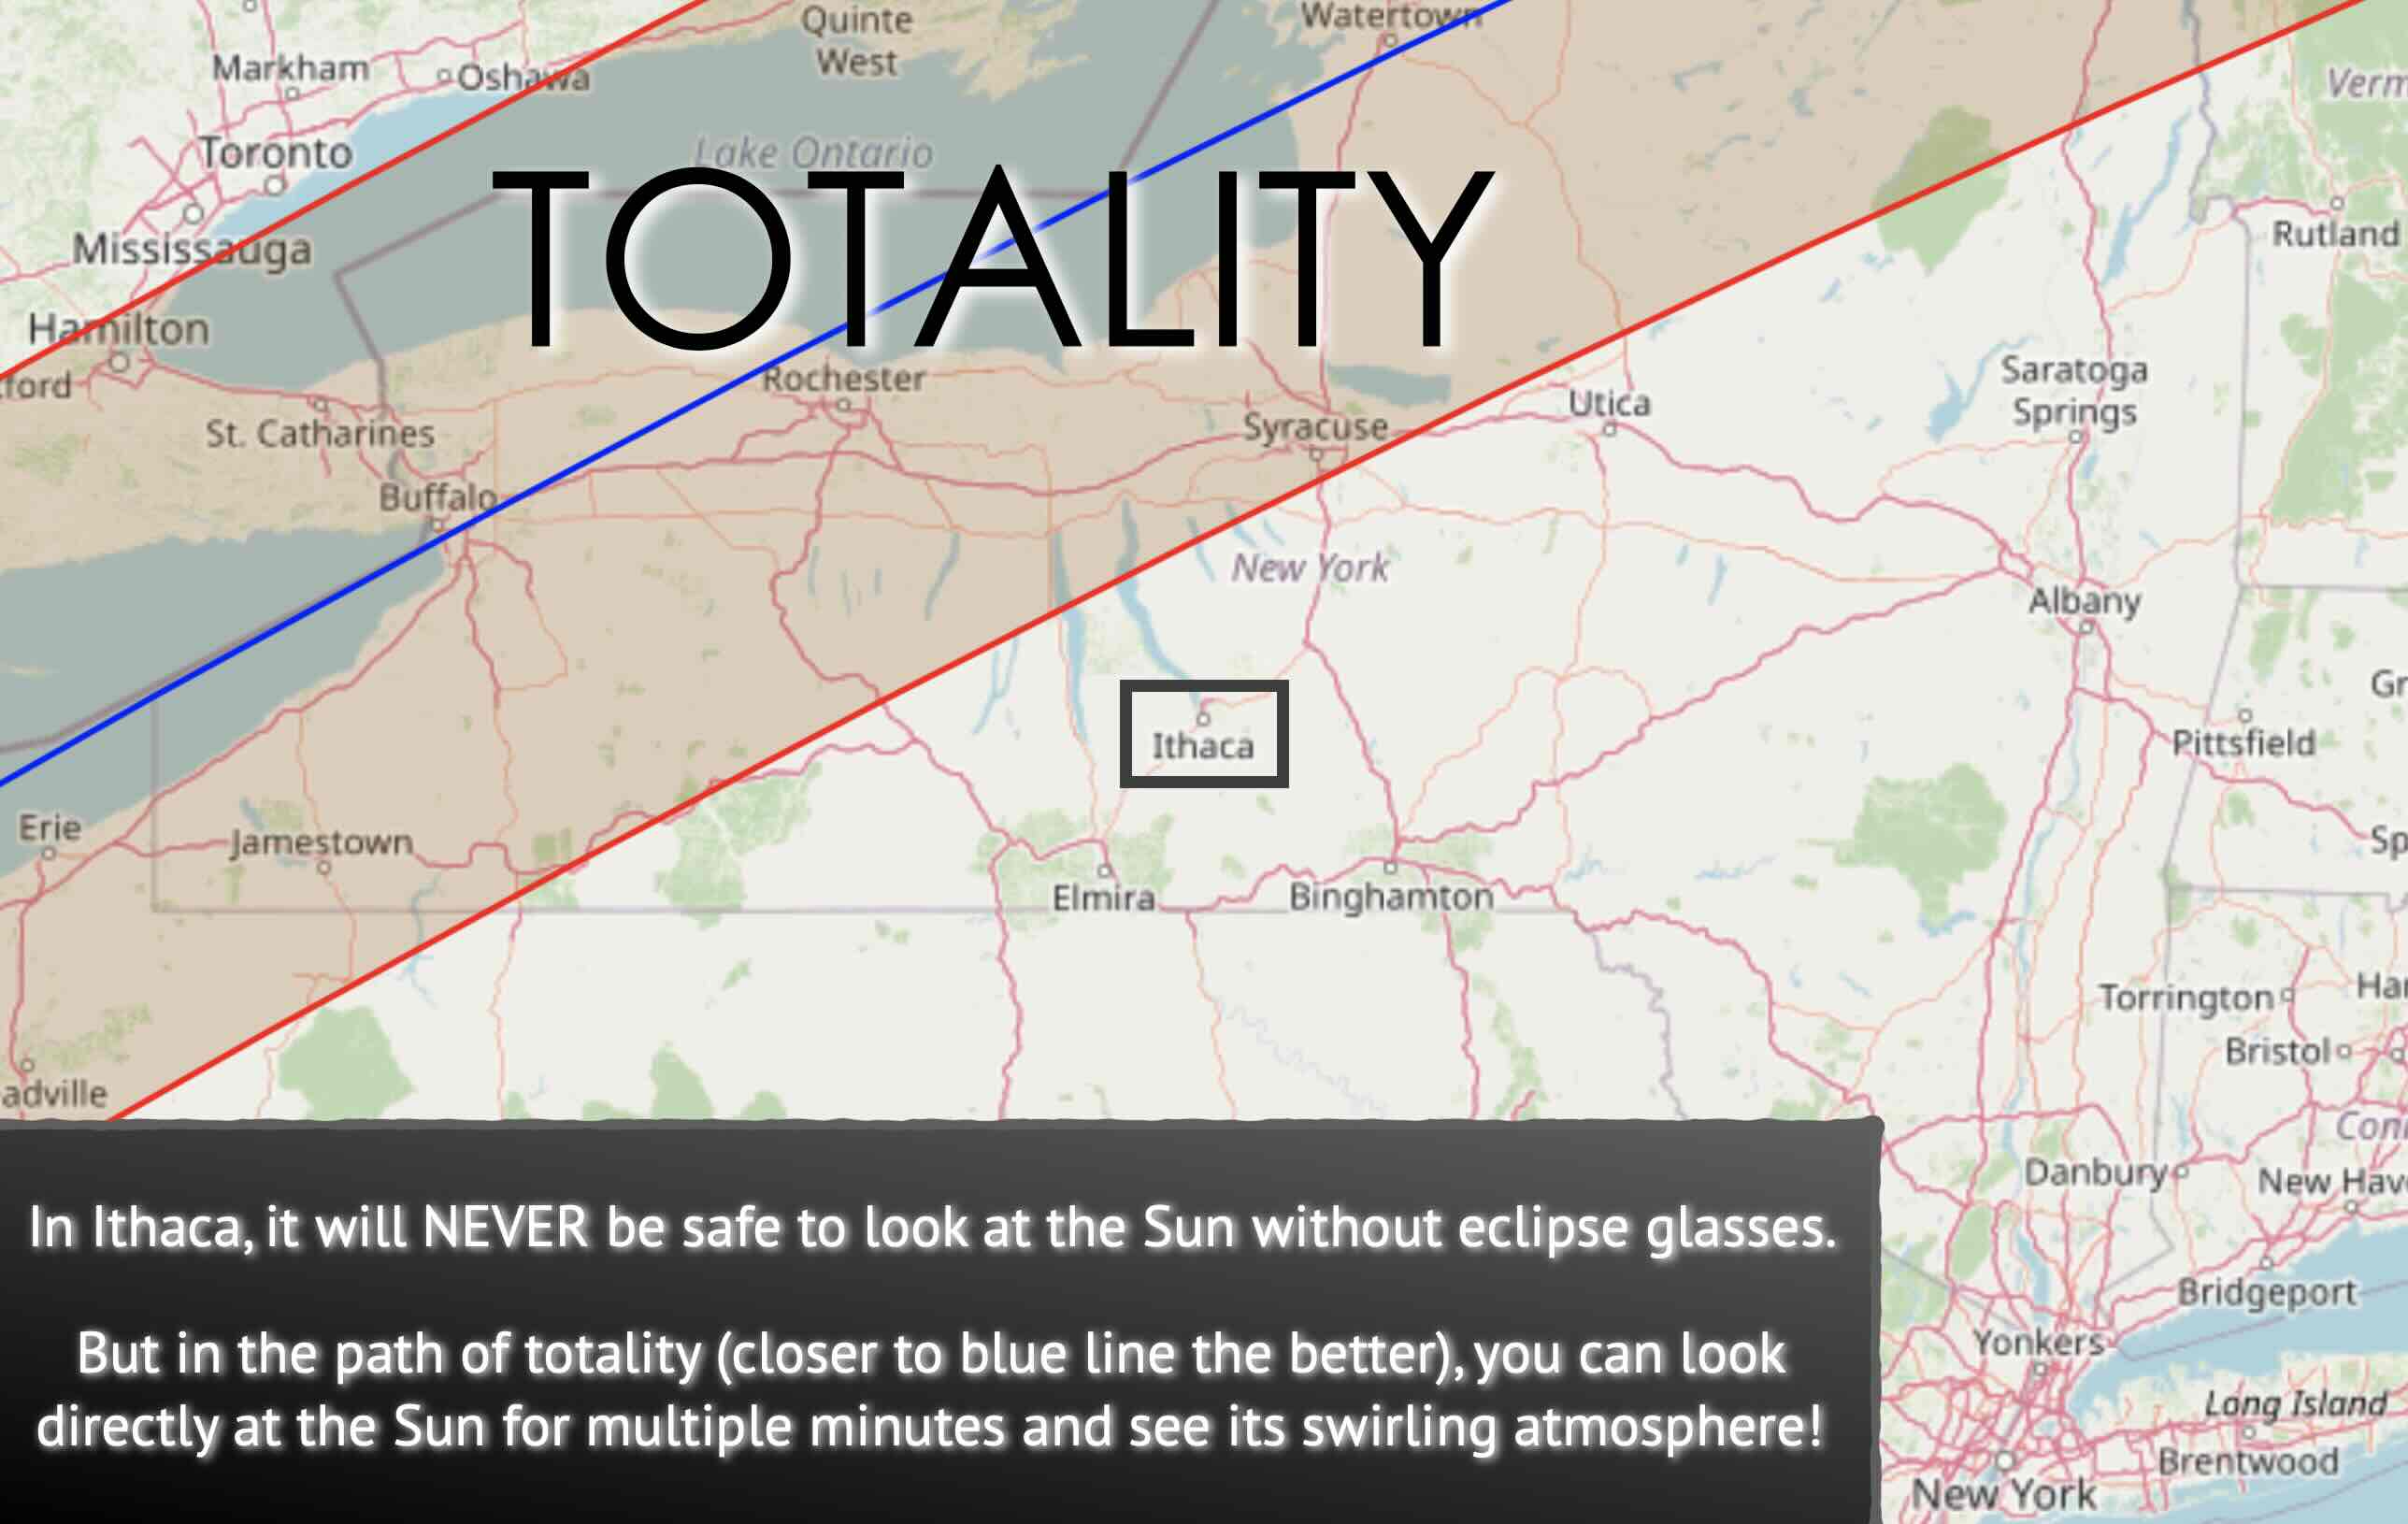 Quinte
West
Watertown
Markham
Oshawa
Verm
Toronto
Lake Ontario
TOTALITY
Mississauga
Rutland
Hamilton
ford
Rochester
Saratoga
Springs
St. Catharines
Syracuse
Utica
Buffalo
New York
Albany
Gr
Ithaca
Pittsfield
Erie
Jamestown
Sp
Elmira
Binghamton
Torrington
Har
Bristol
adville
Con
Danbury
New Hav
In Ithaca, it will NEVER be safe to look at the Sun without eclipse glasses.
Bridgeport
Yonkers
But in the path of totality (closer to blue line the better), you can look
directly at the Sun for multiple minutes and see its swirling atmosphere!
Long Island
Brentwood
New York